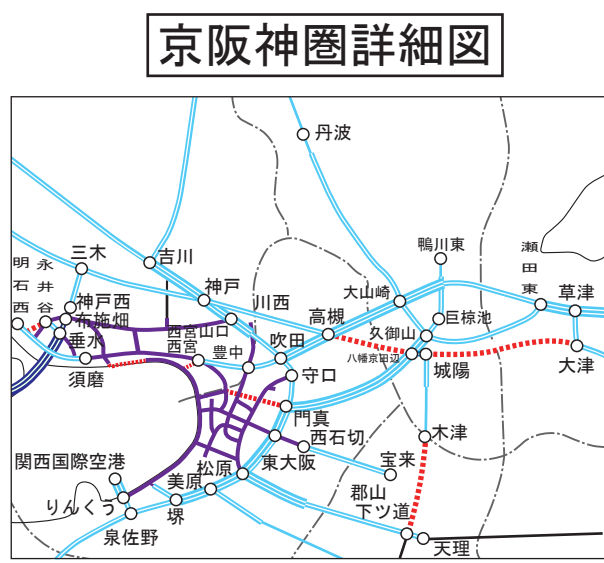 京阪神圏詳細図
丹波
鴨川東
瀬田東
三木
吉川
明石西
永井谷
神戸
大山崎
草津
神戸西
川西
高槻
巨椋池
布施畑
西宮山口
久御山
垂水
西宮
豊中
吹田
八幡京田辺
大津
須磨
守口
城陽
門真
西石切
木津
関西国際空港
松原
東大阪
宝来
りんくう
美原
郡山
堺
下ツ道
泉佐野
天理